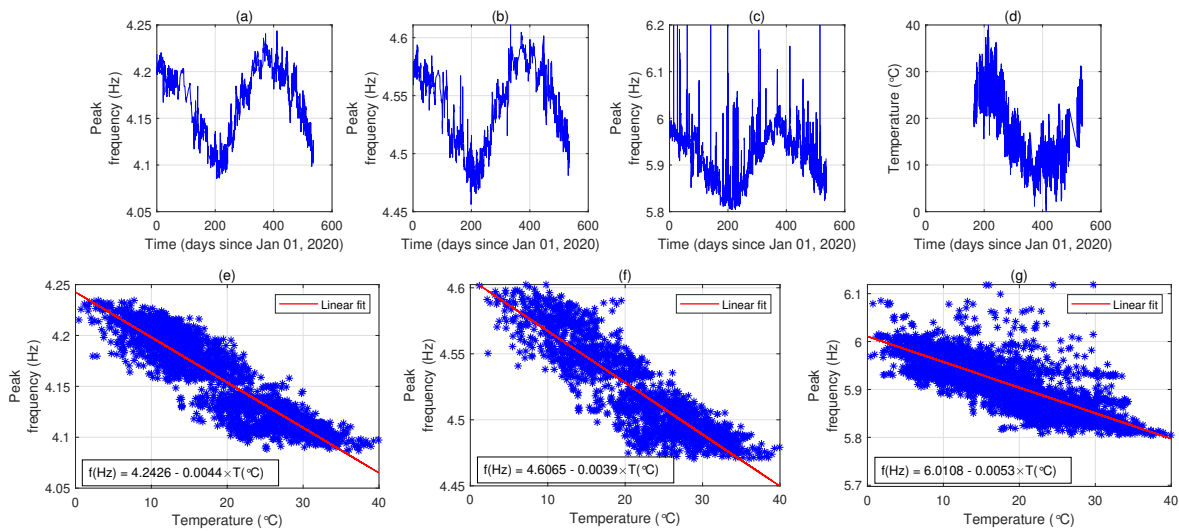 (a)
4.25
4.2
4.15
4.1
4.05
0 200 400 600
Peak
frequency (Hz)
Time (days since Jan 01, 2020)
(b)
4.6
4.55
4.5
4.45
0 200 400 600
Peak
frequency (Hz)
Time (days since Jan 01, 2020)
(c)
6.2
6.1
6
5.9
5.8
0 200 400 600
Peak
frequency (Hz)
Time (days since Jan 01, 2020)
(d)
40
30
20
10
0
0 200 400 600
Temperature (°C)
Time (days since Jan 01, 2020)
(e)
4.25
4.2
4.15
4.1
4.05
0 10 20 30 40
Peak
frequency (Hz)
Temperature (°C)
Linear fit
f(Hz) = 4.2426 - 0.0044×T(°C)
(f)
4.6
4.55
4.5
4.45
0 10 20 30 40
Peak
frequency (Hz)
Temperature (°C)
Linear fit
f(Hz) = 4.6065 - 0.0039×T(°C)
(g)
6.1
6
5.9
5.8
5.7
0 10 20 30 40
Peak
frequency (Hz)
Temperature (°C)
Linear fit
f(Hz) = 6.0108 - 0.0053×T(°C)